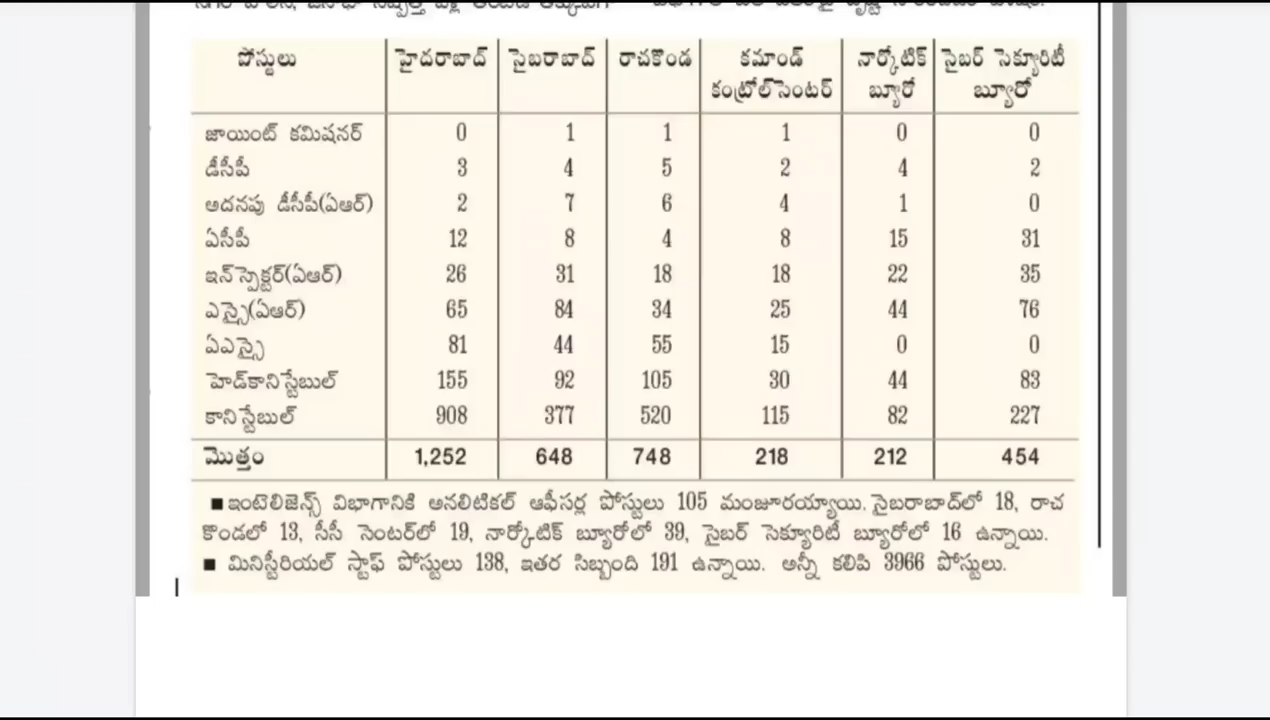 పోస్టులు హైదరాబాద్ సైబరాబాద్ రాచకొండ కమాండ్ కంట్రోల్‌సెంటర్ నార్కోటిక్ బ్యూరో సైబర్ సెక్యూరిటీ బ్యూరో
జాయింట్ కమిషనర్ 0 1 1 1 0 0
డీసీపీ 3 4 5 2 4 2
అదనపు డీసీపీ(ఏఆర్) 2 7 6 4 1 0
ఏసీపీ 12 8 4 8 15 31
ఇన్‌స్పెక్టర్(ఏఆర్) 26 31 18 18 22 35
ఎస్సై(ఏఆర్) 65 84 34 25 44 76
ఏఎస్సై 81 44 55 15 0 0
హెడ్‌కానిస్టేబుల్ 155 92 105 30 44 83
కానిస్టేబుల్ 908 377 520 115 82 227
మొత్తం 1,252 648 748 218 212 454
■ ఇంటెలిజెన్స్ విభాగానికి అనలిటికల్ ఆఫీసర్ల పోస్టులు 105 మంజూరయ్యాయి. సైబరాబాద్‌లో 18, రాచ
కొండలో 13, సీసీ సెంటర్‌లో 19, నార్కోటిక్ బ్యూరోలో 39, సైబర్ సెక్యూరిటీ బ్యూరోలో 16 ఉన్నాయి.
■ మినిస్టీరియల్ స్టాఫ్ పోస్టులు 138, ఇతర సిబ్బంది 191 ఉన్నాయి. అన్నీ కలిపి 3966 పోస్టులు.